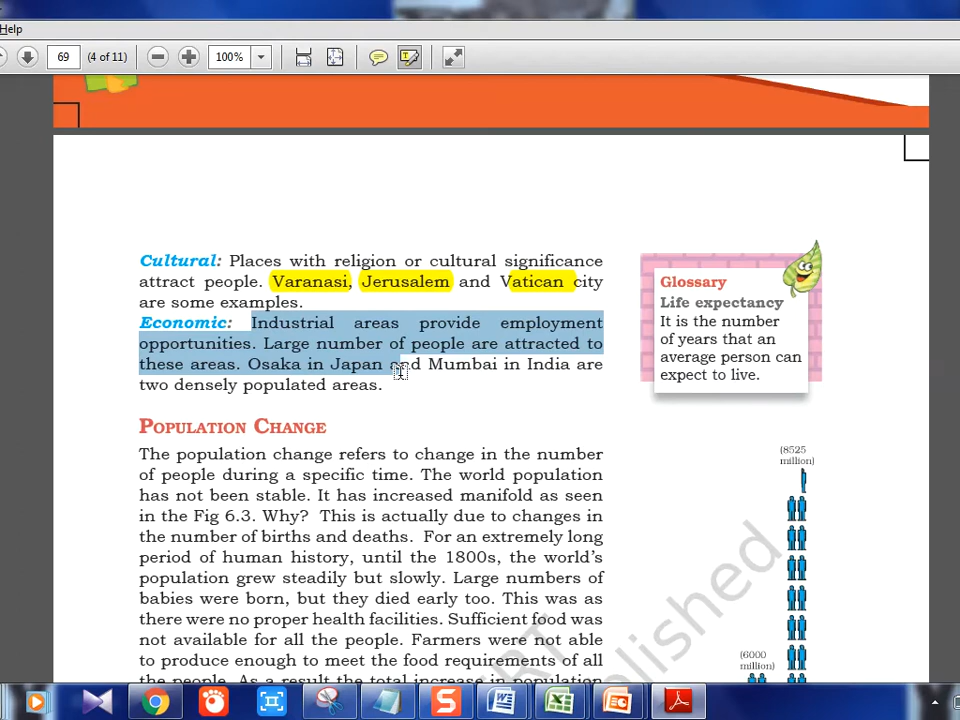 Help
69 (4 of 11) 100%
Cultural: Places with religion or cultural significance
attract people. Varanasi, Jerusalem and Vatican city
are some examples.
Economic: Industrial areas provide employment
opportunities. Large number of people are attracted to
these areas. Osaka in Japan and Mumbai in India are
two densely populated areas.
Glossary
Life expectancy
It is the number
of years that an
average person can
expect to live.
POPULATION CHANGE
The population change refers to change in the number
of people during a specific time. The world population
has not been stable. It has increased manifold as seen
in the Fig 6.3. Why? This is actually due to changes in
the number of births and deaths. For an extremely long
period of human history, until the 1800s, the world's
population grew steadily but slowly. Large numbers of
babies were born, but they died early too. This was as
there were no proper health facilities. Sufficient food was
not available for all the people. Farmers were not able
to produce enough to meet the food requirements of all
the people. As a result the total increase in population
(8525
million)
(6000
million)